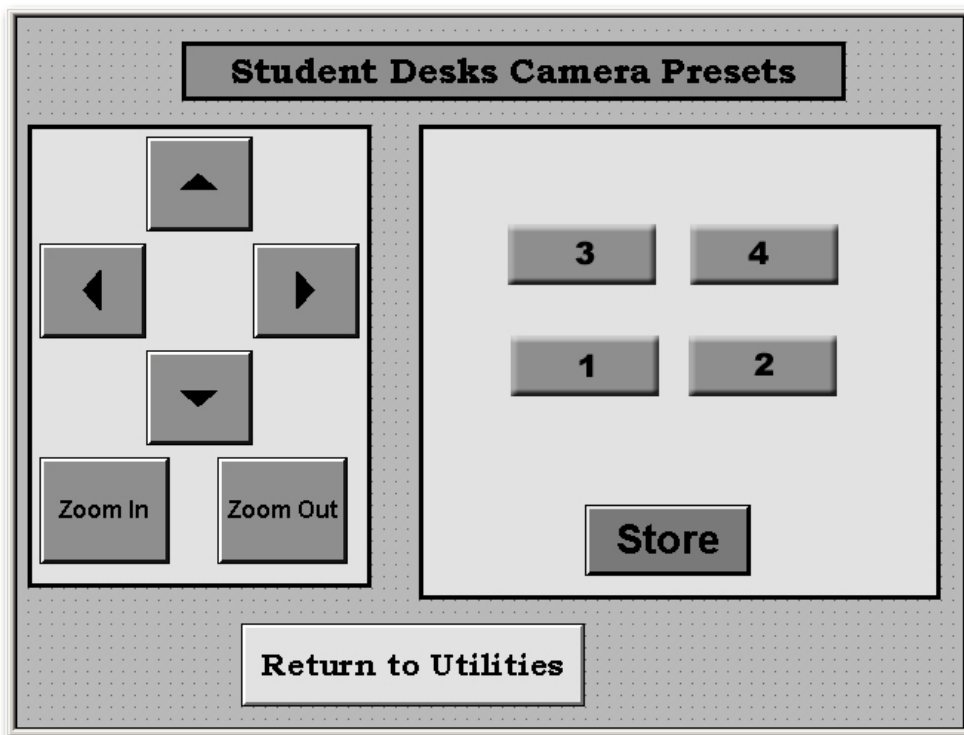 Student Desks Camera Presets
3 4
1 2
Zoom In Zoom Out
Store
Return to Utilities